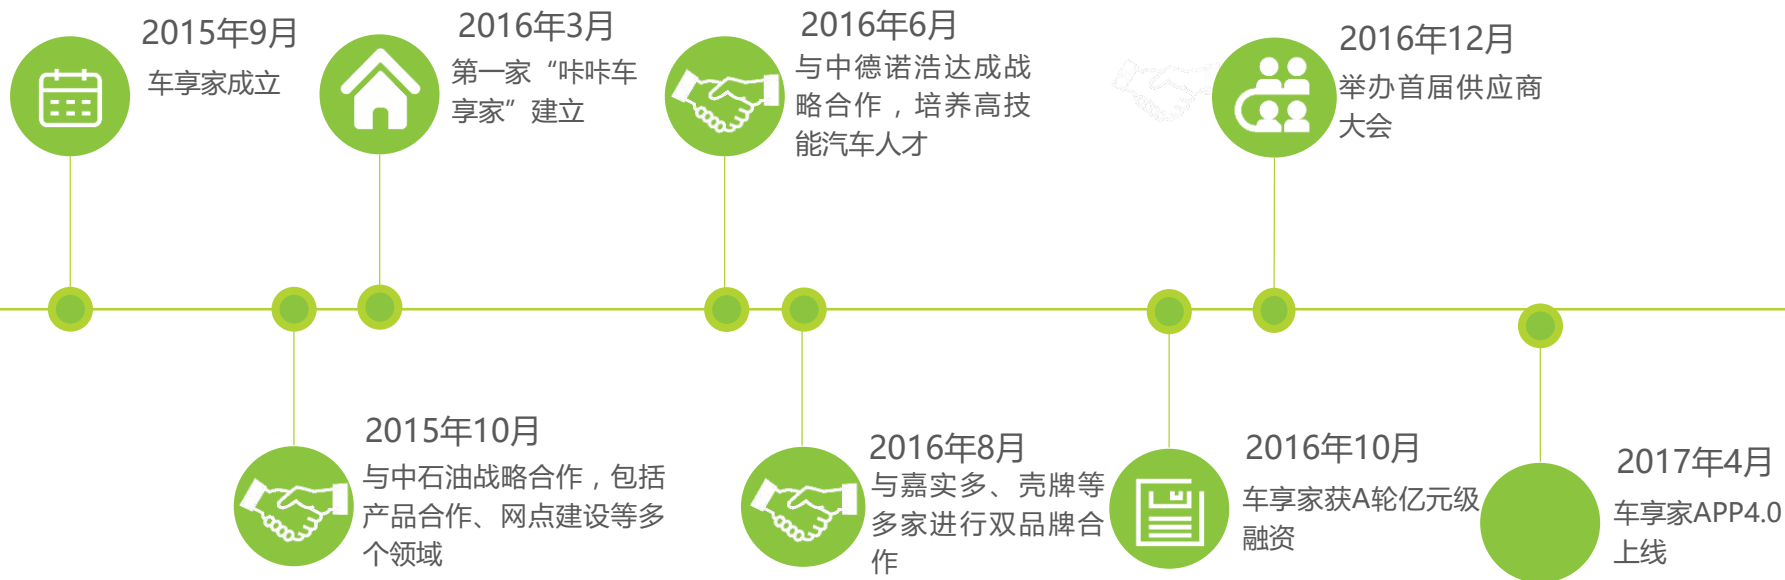 2015年9月
车享家成立
2016年3月
第一家“咔咔车
享家”建立
2016年6月
与中德诺浩达成战
略合作，培养高技
能汽车人才
2016年12月
举办首届供应商
大会
2015年10月
与中石油战略合作，包括
产品合作、网点建设等多
个领域
2016年8月
与嘉实多、壳牌等
多家进行双品牌合
作
2016年10月
车享家获A轮亿元级
融资
2017年4月
车享家APP4.0
上线